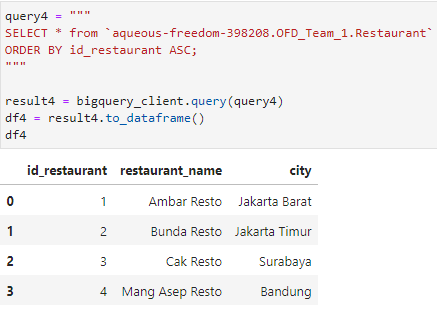 query4 = """
SELECT * from `aqueous-freedom-398208.OFD_Team_1.Restaurant`
ORDER BY id_restaurant ASC;
"""
result4 = bigquery_client.query(query4)
df4 = result4.to_dataframe()
df4
id_restaurant restaurant_name city
0 1 Ambar Resto Jakarta Barat
1 2 Bunda Resto Jakarta Timur
2 3 Cak Resto Surabaya
3 4 Mang Asep Resto Bandung